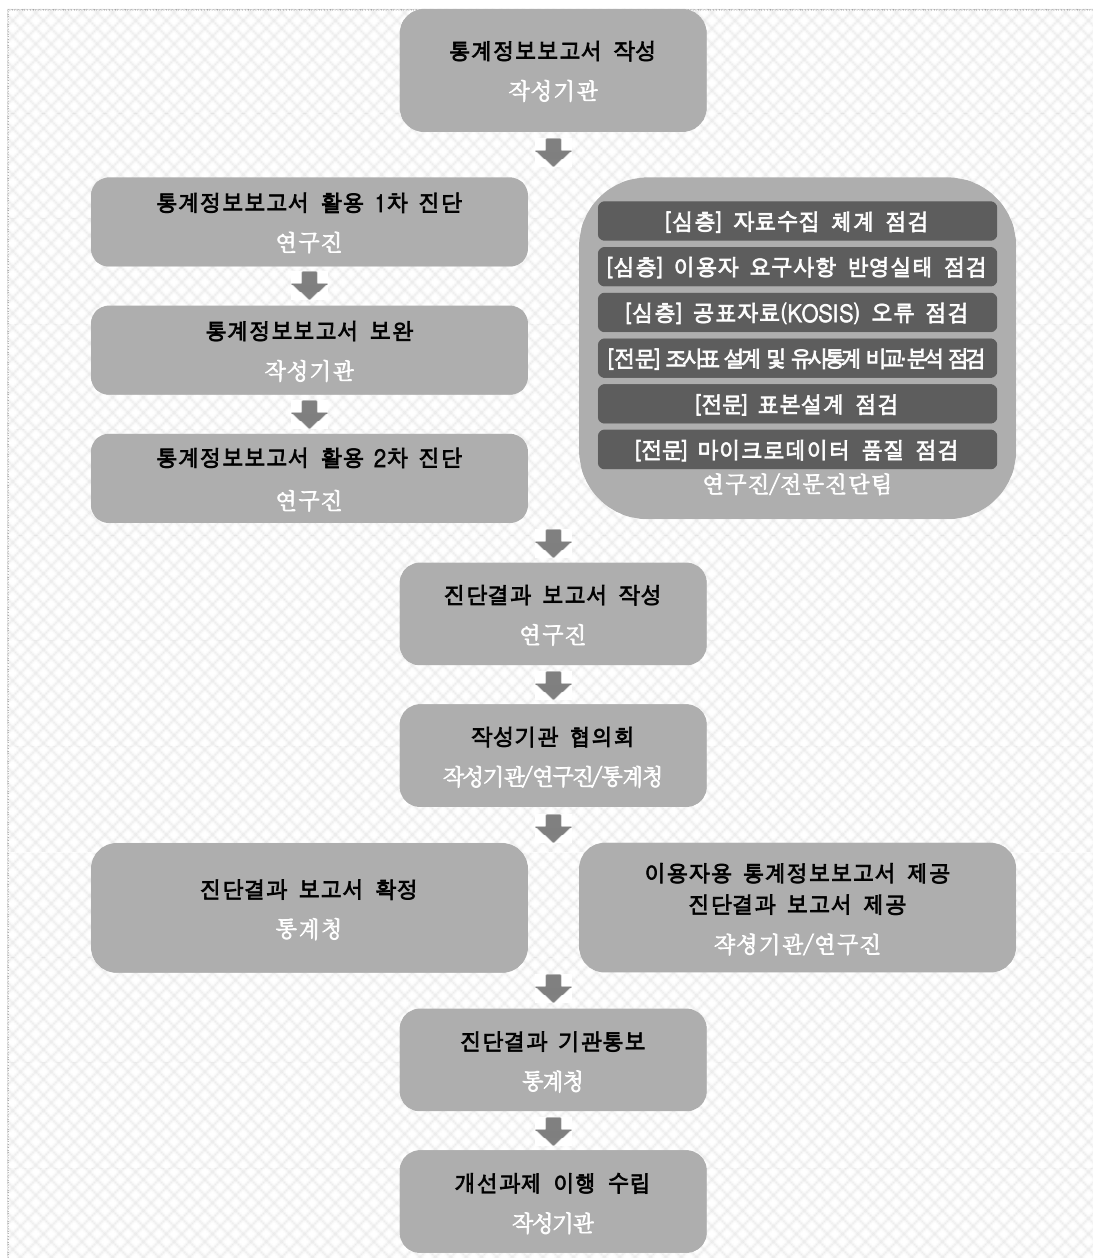 통계정보보고서 작성
작성기관
통계정보보고서 활용 1차 진단
연구진
통계정보보고서 보완
작성기관
통계정보보고서 활용 2차 진단
연구진
[심층] 자료수집 체계 점검
[심층] 이용자 요구사항 반영실태 점검
[심층] 공표자료(KOSIS) 오류 점검
[전문] 조사표 설계 및 유사통계 비교·분석 점검
[전문] 표본설계 점검
[전문] 마이크로데이터 품질 점검
연구진/전문진단팀
진단결과 보고서 작성
연구진
작성기관 협의회
작성기관/연구진/통계청
진단결과 보고서 확정
통계청
이용자용 통계정보보고서 제공
진단결과 보고서 제공
작성기관/연구진
진단결과 기관통보
통계청
개선과제 이행 수립
작성기관